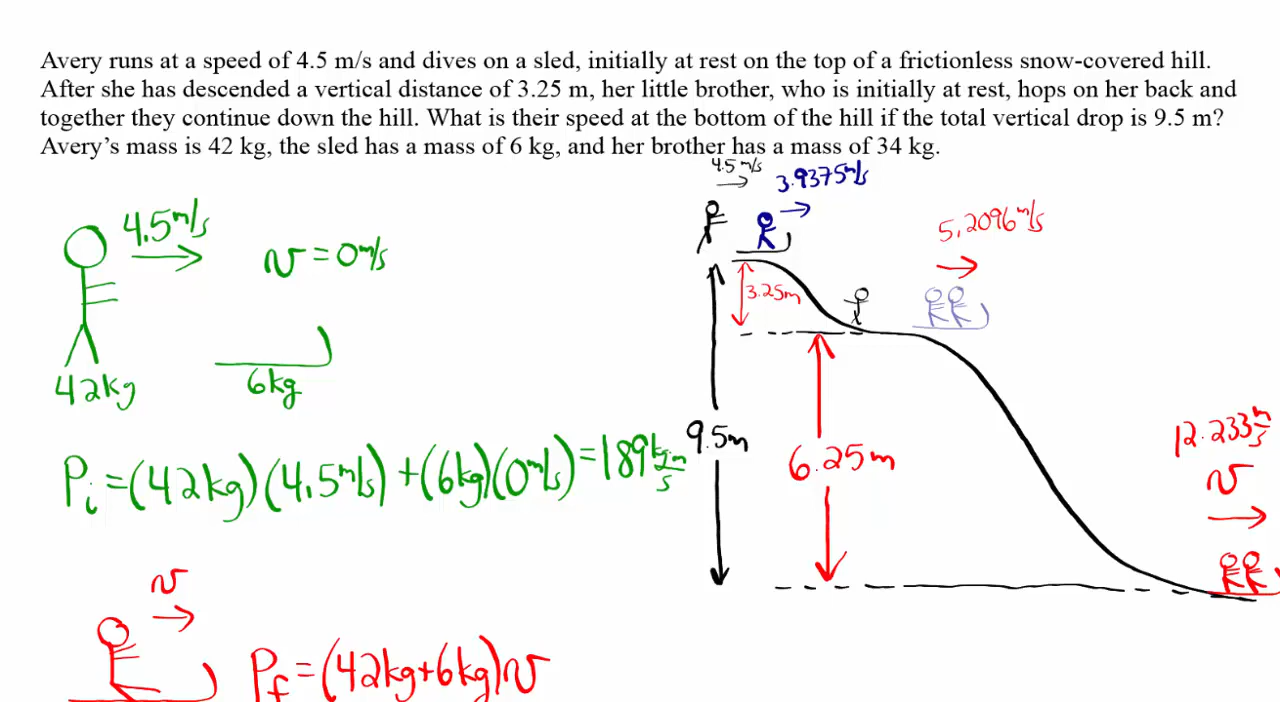 Avery runs at a speed of 4.5 m/s and dives on a sled, initially at rest on the top of a frictionless snow-covered hill.
After she has descended a vertical distance of 3.25 m, her little brother, who is initially at rest, hops on her back and
together they continue down the hill. What is their speed at the bottom of the hill if the total vertical drop is 9.5 m?
Avery's mass is 42 kg, the sled has a mass of 6 kg, and her brother has a mass of 34 kg.
4.5 m/s
3.9375 m/s
4.5 m/s
v = 0 m/s
5.2096 m/s
3.25m
42kg
6kg
9.5m
6.25m
12.233 m/s
v
Pi = (42kg)(4.5 m/s) + (6kg)(0 m/s) = 189 kg·m/s
v
Pf = (42kg+6kg)v